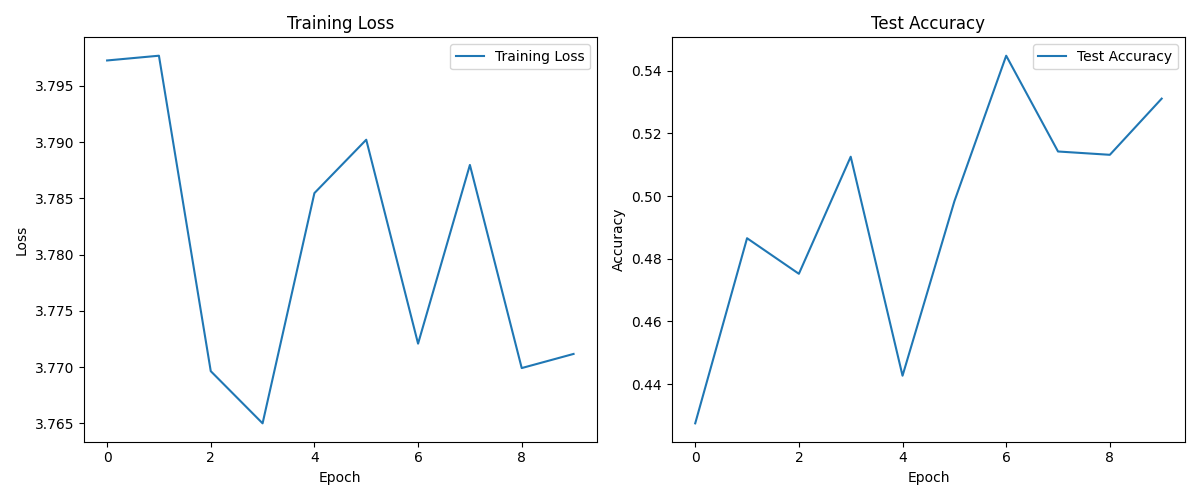 Training Loss
Training Loss
3.795
3.790
3.785
3.780
3.775
3.770
3.765
Loss
0 2 4 6 8
Epoch
Test Accuracy
Test Accuracy
0.54
0.52
0.50
0.48
0.46
0.44
Accuracy
0 2 4 6 8
Epoch